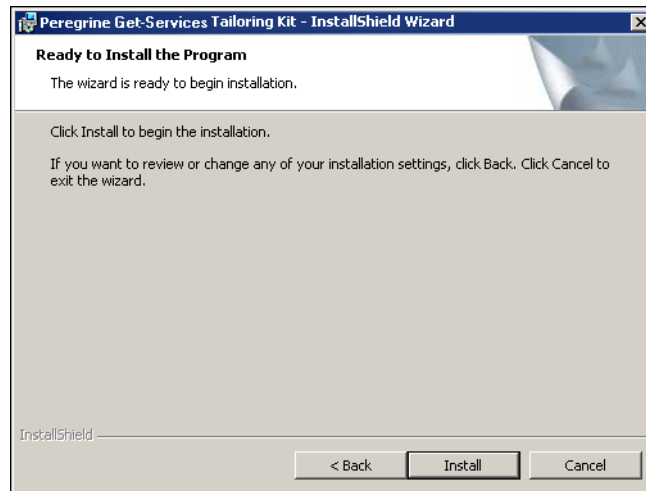 Peregrine Get-Services Tailoring Kit - InstallShield Wizard
Ready to Install the Program
The wizard is ready to begin installation.
Click Install to begin the installation.
If you want to review or change any of your installation settings, click Back. Click Cancel to
exit the wizard.
InstallShield
< Back Install Cancel